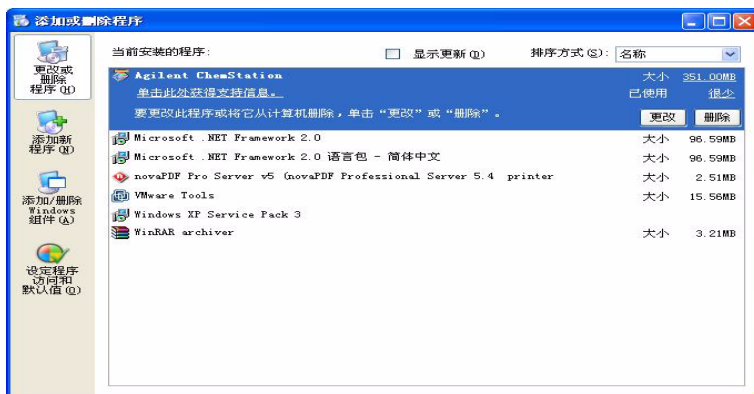 添加或删除程序
更改或
删除
程序(H)
添加新
程序(N)
添加/删除
Windows
组件(A)
设定程序
访问和
默认值(O)
当前安装的程序:
显示更新(D)
排序方式(S): 名称
Agilent ChemStation 大小 351.00MB
单击此处获得支持信息。 已使用 很少
要更改此程序或将它从计算机删除，单击“更改”或“删除”。 更改 删除
Microsoft .NET Framework 2.0 大小 96.59MB
Microsoft .NET Framework 2.0 语言包 - 简体中文 大小 96.59MB
novaPDF Pro Server v5 (novaPDF Professional Server 5.4 printer 大小 2.51MB
VMware Tools 大小 15.56MB
Windows XP Service Pack 3
WinRAR archiver 大小 3.21MB